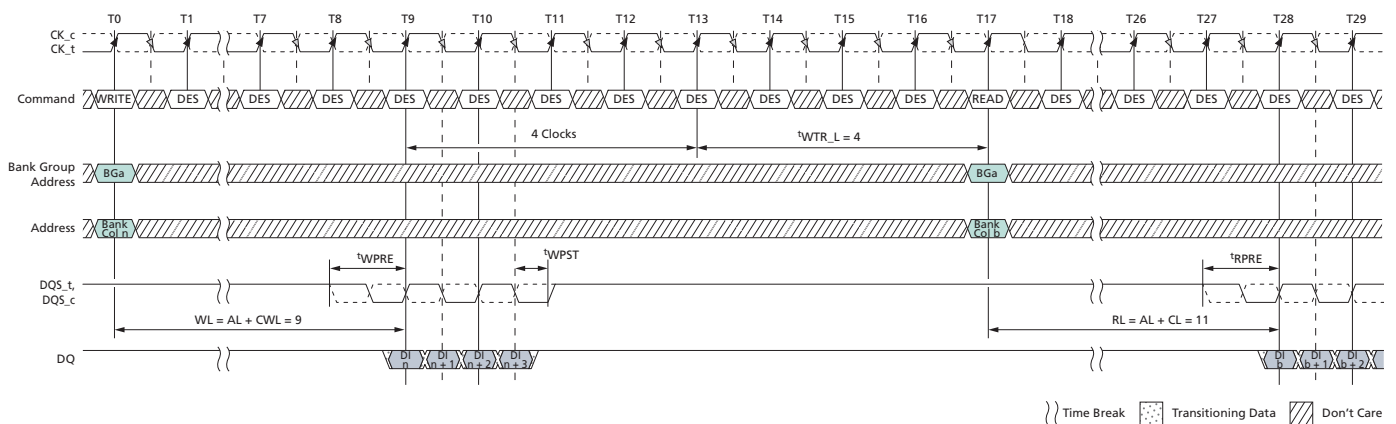 T0 T1 T7 T8 T9 T10 T11 T12 T13 T14 T15 T16 T17 T18 T26 T27 T28 T29
CK_c
CK_t
Command WRITE DES DES DES DES DES DES DES DES DES DES DES READ DES DES DES DES DES
4 Clocks tWTR_L = 4
Bank Group
Address
BGa BGa
Address
Bank
Col n
Bank
Col b
tWPRE tWPST tRPRE
DQS_t,
DQS_c
WL = AL + CWL = 9 RL = AL + CL = 11
DQ
DI
n
DI
n + 1
DI
n + 2
DI
n + 3
DI
b
DI
b + 1
DI
b + 2
Time Break Transitioning Data Don't Care